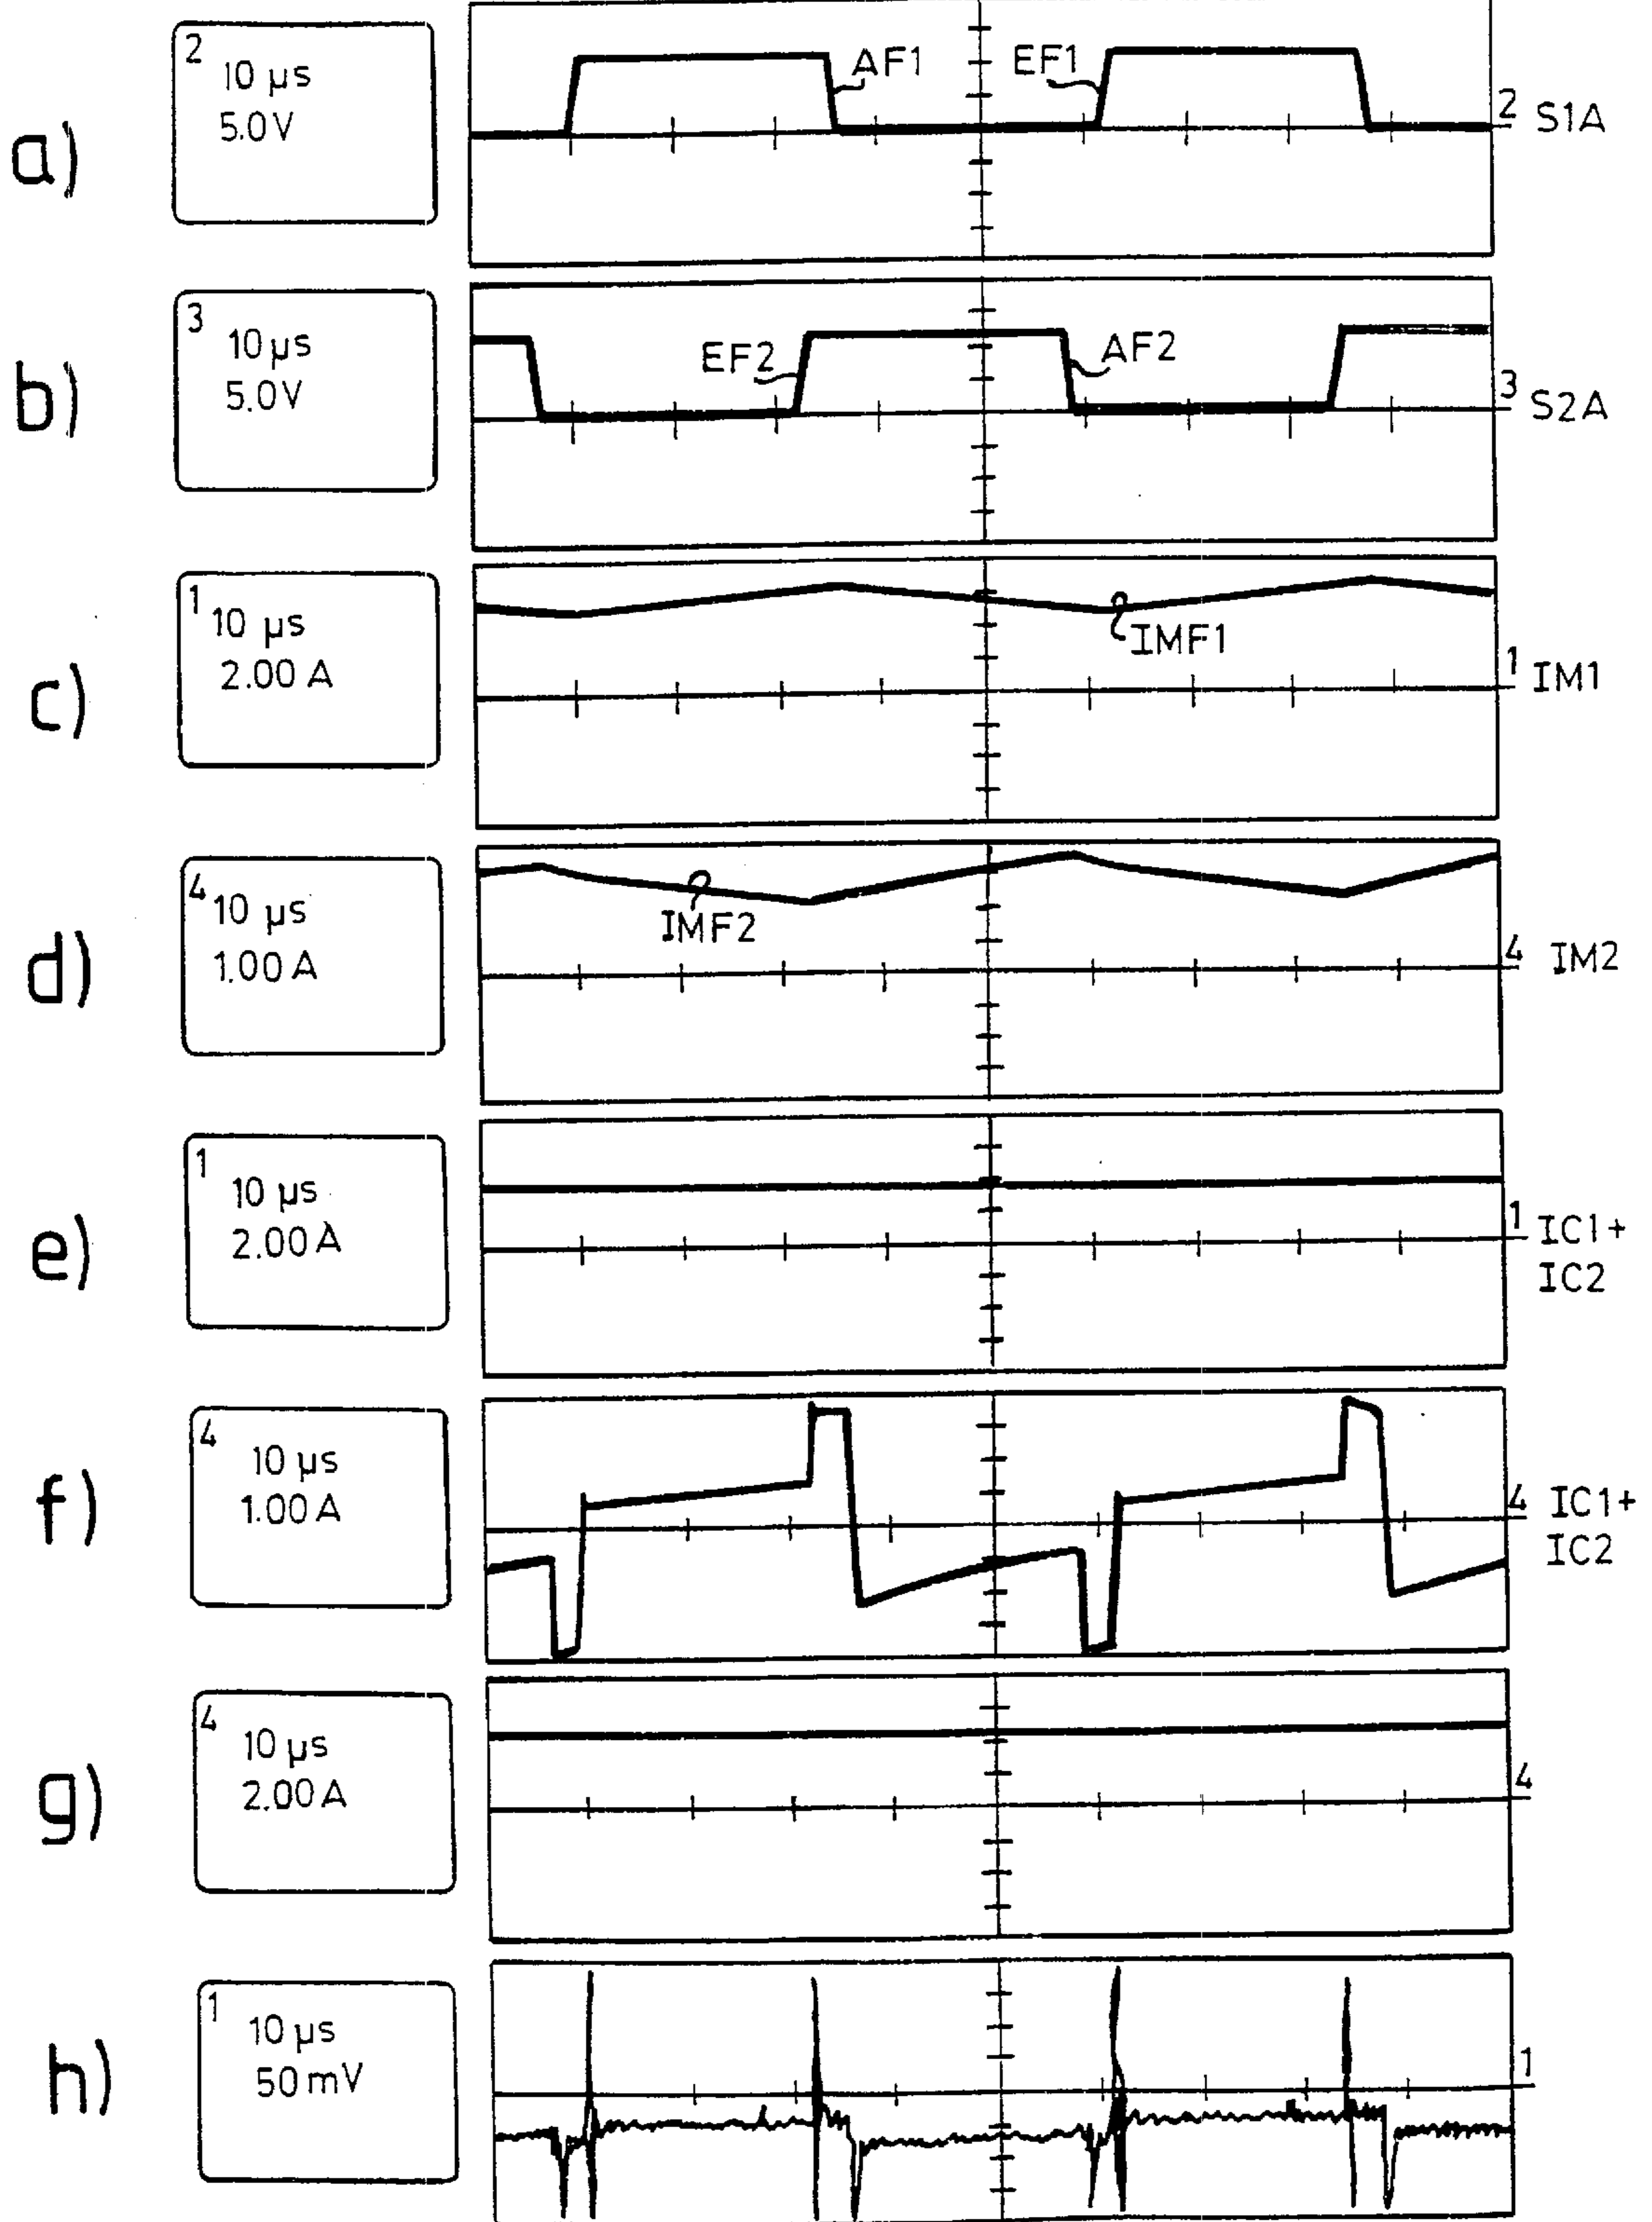 a)
2
10 µs
5.0V
AF1
EF1
2 S1A
b)
3
10 µs
5.0V
EF2
AF2
3 S2A
c)
1
10 µs
2.00 A
IMF1
1 IM1
d)
4
10 µs
1.00 A
IMF2
4 IM2
e)
1
10 µs
2.00 A
1 IC1+
IC2
f)
4
10 µs
1.00 A
4 IC1+
IC2
g)
4
10 µs
2.00 A
4
h)
1
10 µs
50mV
1